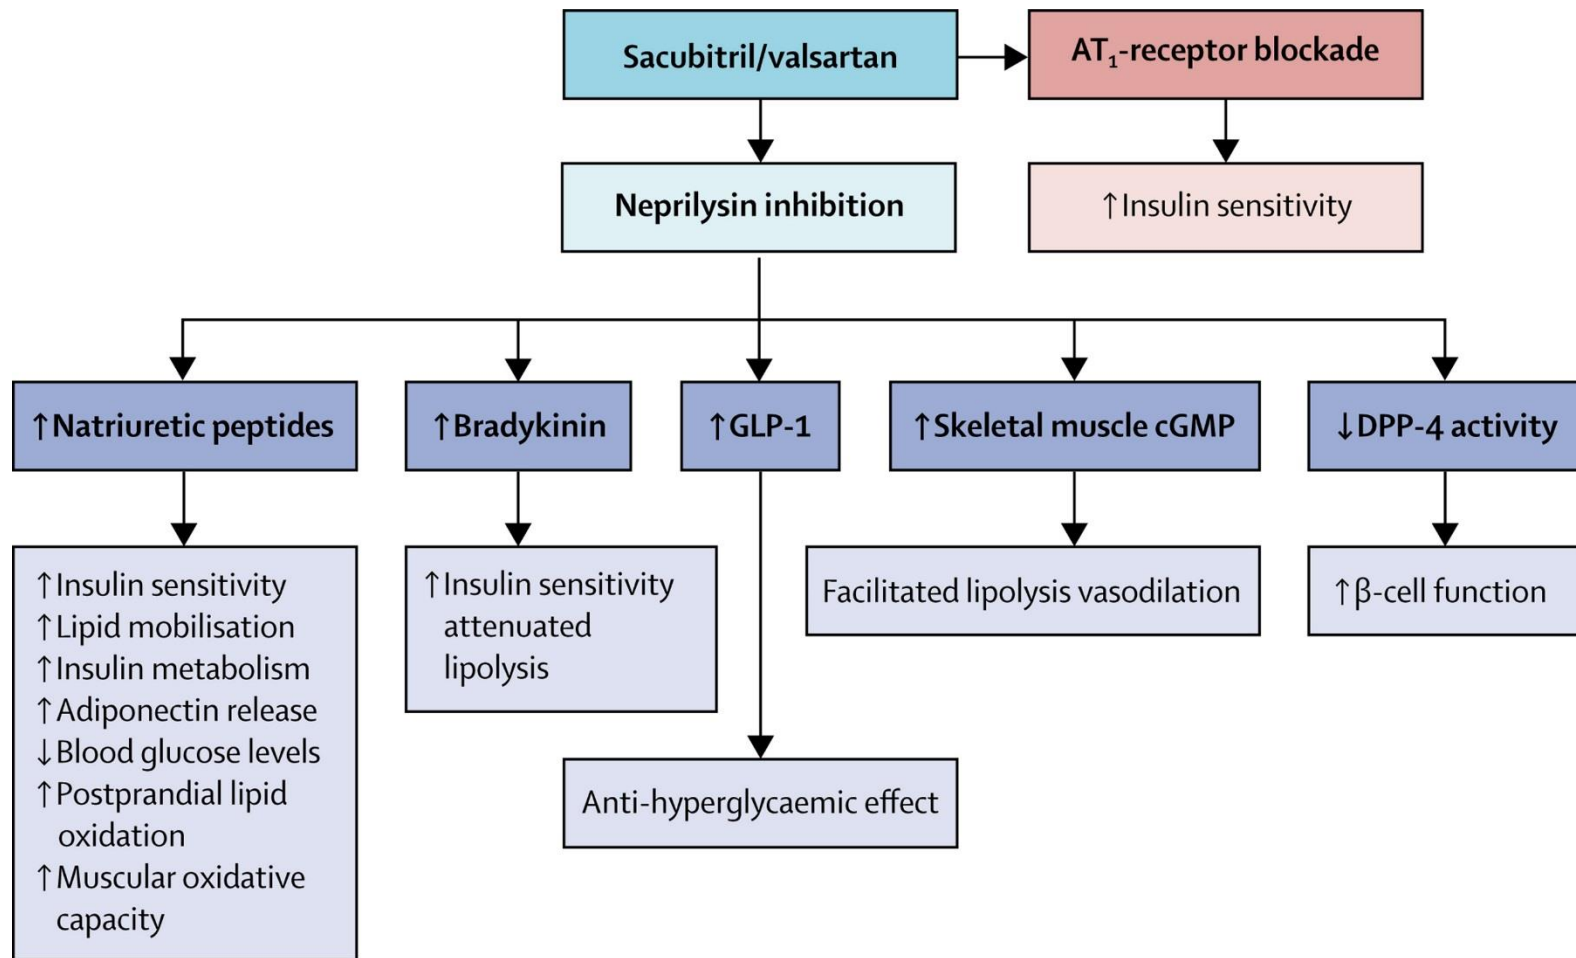 Sacubitril/valsartan
AT₁-receptor blockade
Neprilysin inhibition
↑Insulin sensitivity
↑Natriuretic peptides
↑Bradykinin
↑GLP-1
↑Skeletal muscle cGMP
↓DPP-4 activity
↑Insulin sensitivity
↑Lipid mobilisation
↑Insulin metabolism
↑Adiponectin release
↓Blood glucose levels
↑Postprandial lipid
oxidation
↑Muscular oxidative
capacity
↑Insulin sensitivity
attenuated
lipolysis
Anti-hyperglycaemic effect
Facilitated lipolysis vasodilation
↑β-cell function